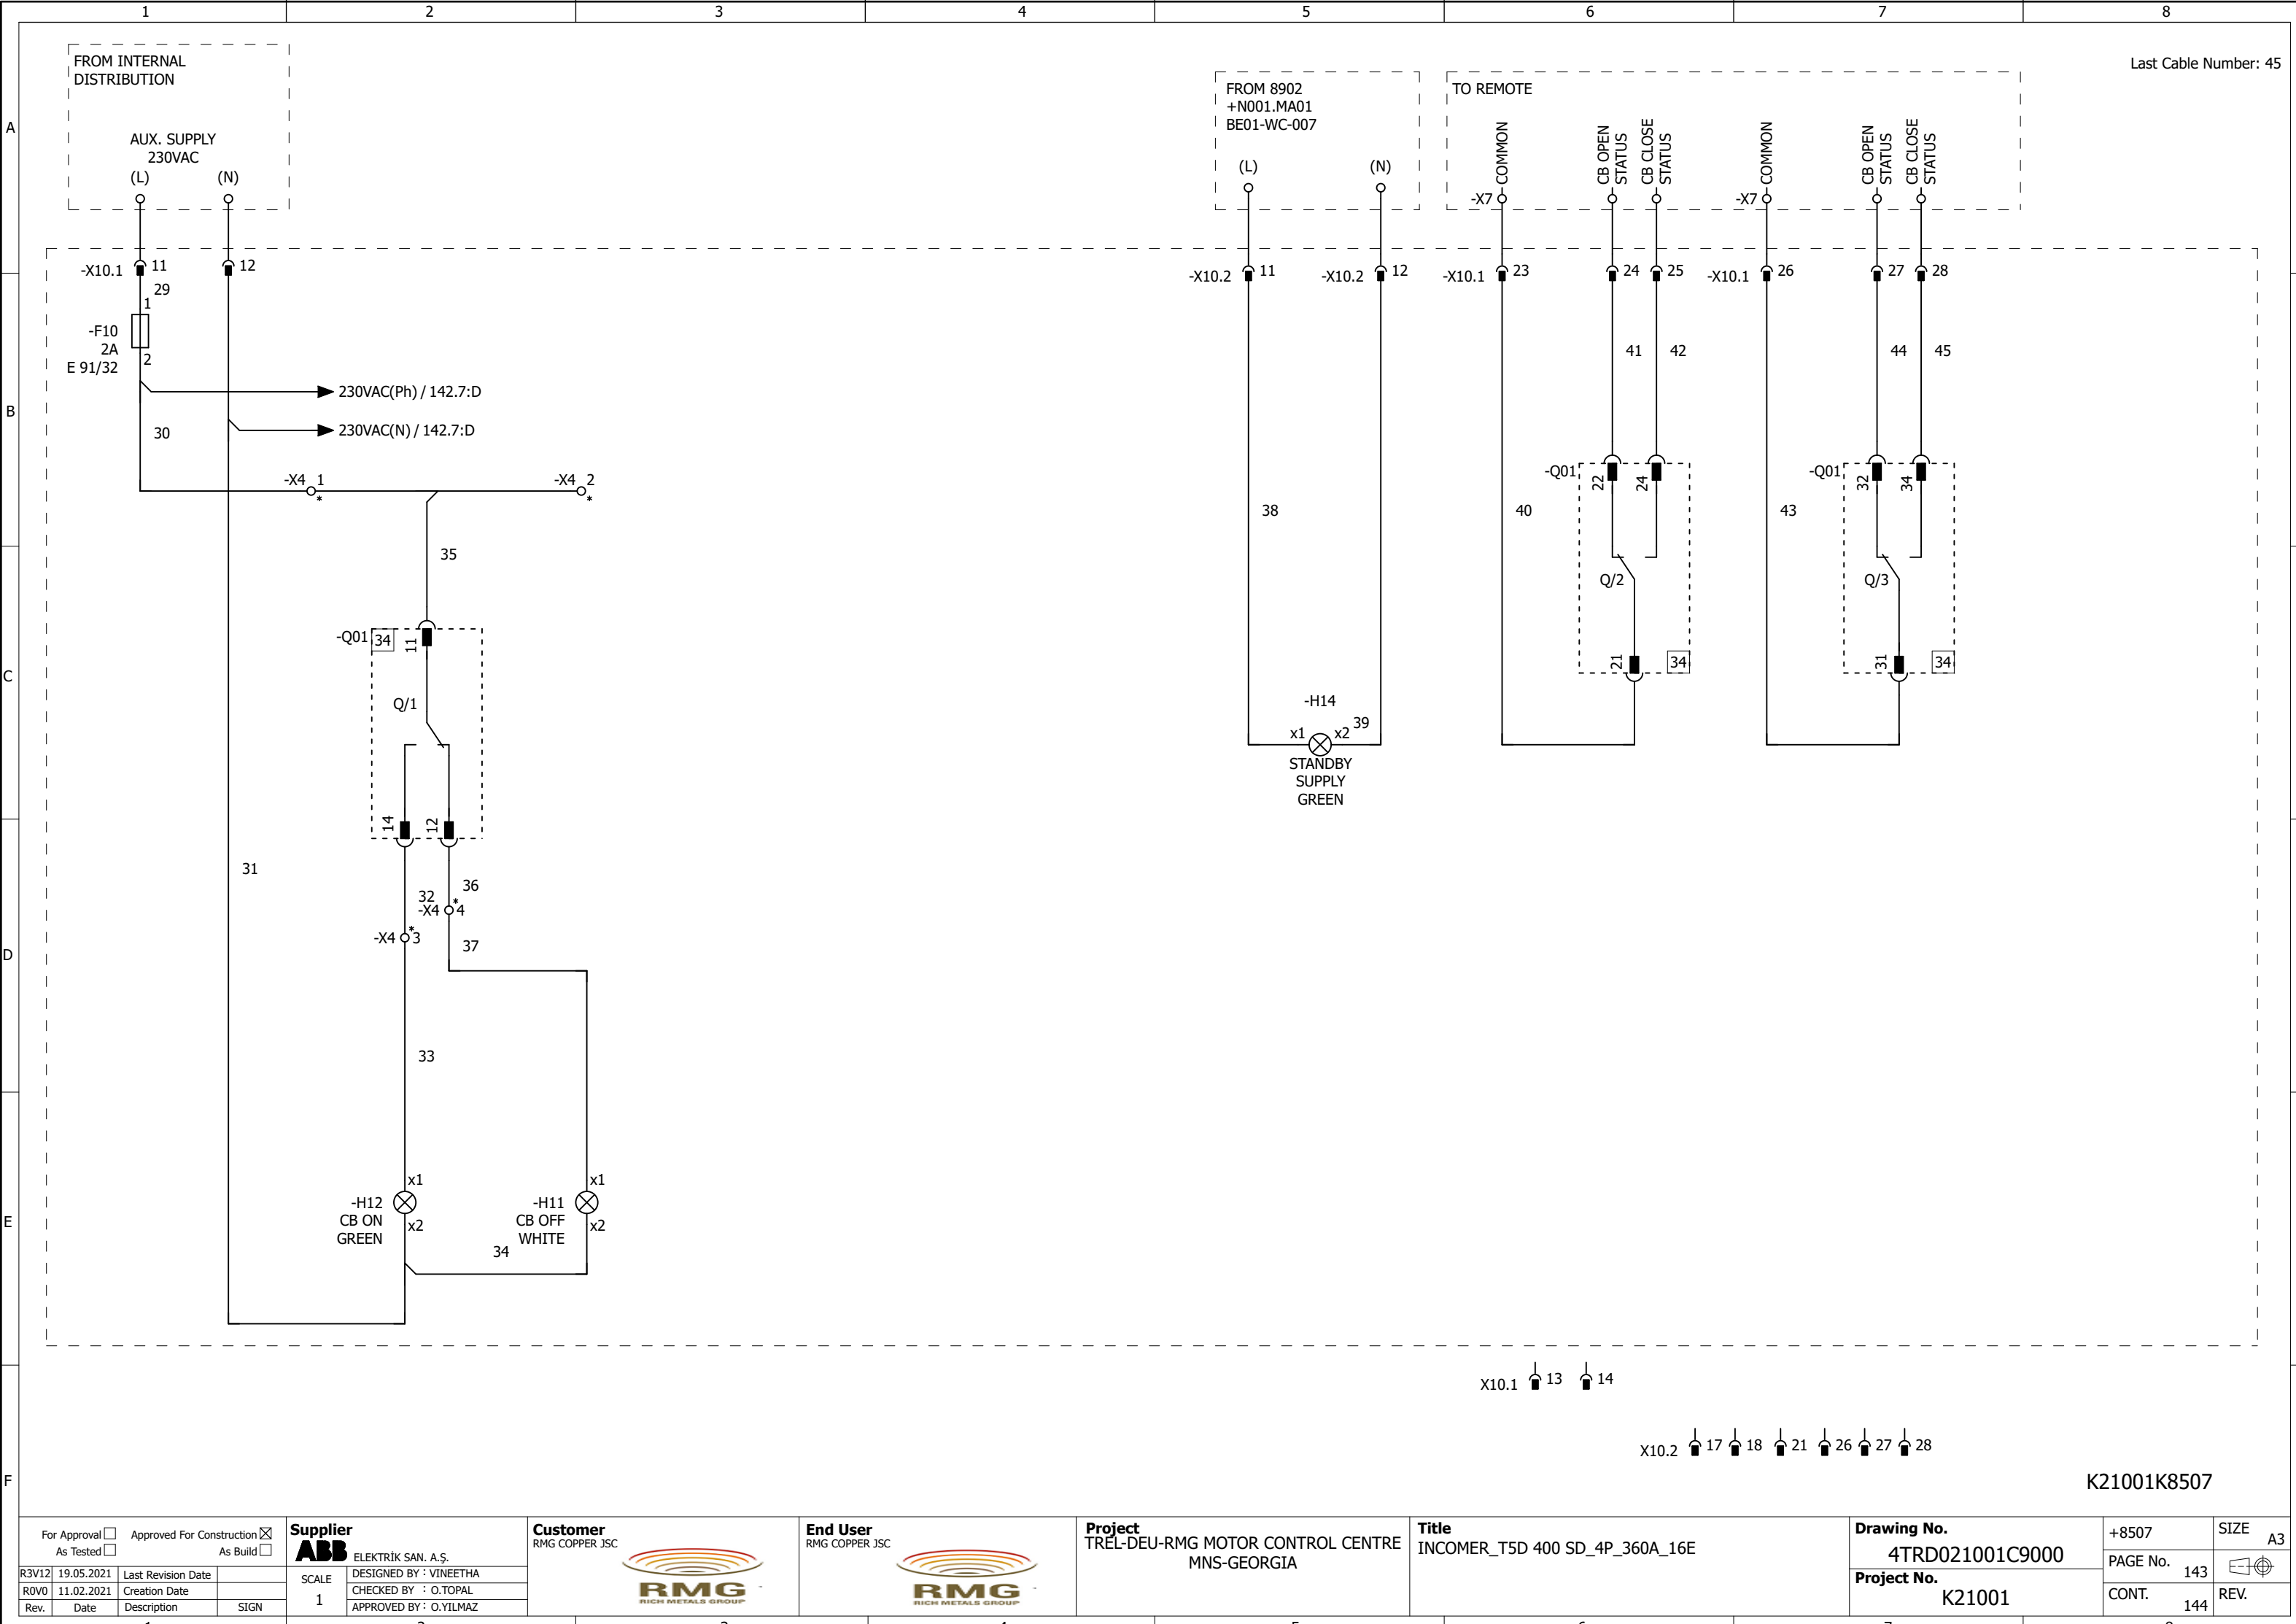 1 2 3 4 5 6 7 8
A
B
C
D
E
F
Last Cable Number: 45
FROM INTERNAL
DISTRIBUTION
AUX. SUPPLY
230VAC
(L) (N)
FROM 8902
+N001.MA01
BE01-WC-007
(L) (N)
TO REMOTE
COMMON
CB OPEN
STATUS
CB CLOSE
STATUS
COMMON
CB OPEN
STATUS
CB CLOSE
STATUS
-X7
-X7
-X10.1 11 12
-X10.2 11 -X10.2 12
-X10.1 23 24 25
-X10.1 26 27 28
29
1
-F10
2A
E 91/32
2
230VAC(Ph) / 142.7:D
230VAC(N) / 142.7:D
30
41 42
44 45
-X4 1
*
-X4 2
*
-Q01 22 24
-Q01 32 34
38
40
43
35
Q/2
Q/3
-Q01 34 11
21 34
31 34
Q/1
-H14
x1 x2 39
STANDBY
SUPPLY
GREEN
14 12
31
36
32
-X4 * 4
-X4 * 3
37
33
x1
-H12
CB ON
GREEN
x2
x1
-H11
CB OFF
WHITE
x2
34
X10.1 13 14
X10.2 17 18 21 26 27 28
K21001K8507
For Approval Approved For Construction
As Tested As Build
R3V12 19.05.2021 Last Revision Date
R0V0 11.02.2021 Creation Date
Rev. Date Description SIGN
Supplier
ABB ELEKTRİK SAN. A.Ş.
SCALE
1
DESIGNED BY : VINEETHA
CHECKED BY : O.TOPAL
APPROVED BY : O.YILMAZ
Customer
RMG COPPER JSC
RMG
RICH METALS GROUP
End User
RMG COPPER JSC
RMG
RICH METALS GROUP
Project
TREL-DEU-RMG MOTOR CONTROL CENTRE
MNS-GEORGIA
Title
INCOMER_T5D 400 SD_4P_360A_16E
Drawing No.
4TRD021001C9000
Project No.
K21001
+8507
PAGE No. 143
CONT. 144
SIZE A3
REV.